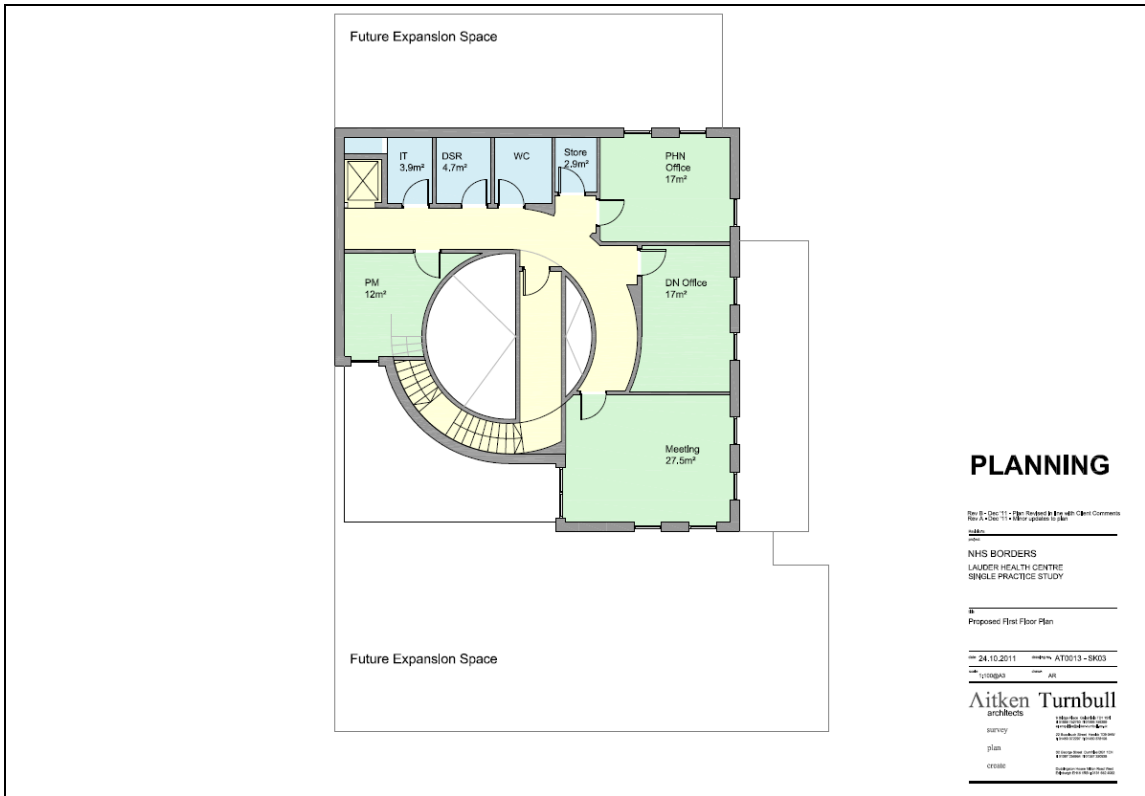 Future Expansion Space
IT
3.9m²
DSR
4.7m²
WC
Store
2.9m²
PHN
Office
17m²
PM
12m²
DN Office
17m²
Meeting
27.5m²
Future Expansion Space
PLANNING
Rev B - Dec '11 - Plan Revised in line with Client Comments
Rev A - Dec '11 - Minor updates to plan
NHS BORDERS
LAUDER HEALTH CENTRE
SINGLE PRACTICE STUDY
Proposed First Floor Plan
24.10.2011
AT0013 - SK03
1:100@A3
AR
Aitken Turnbull
architects
survey
plan
create